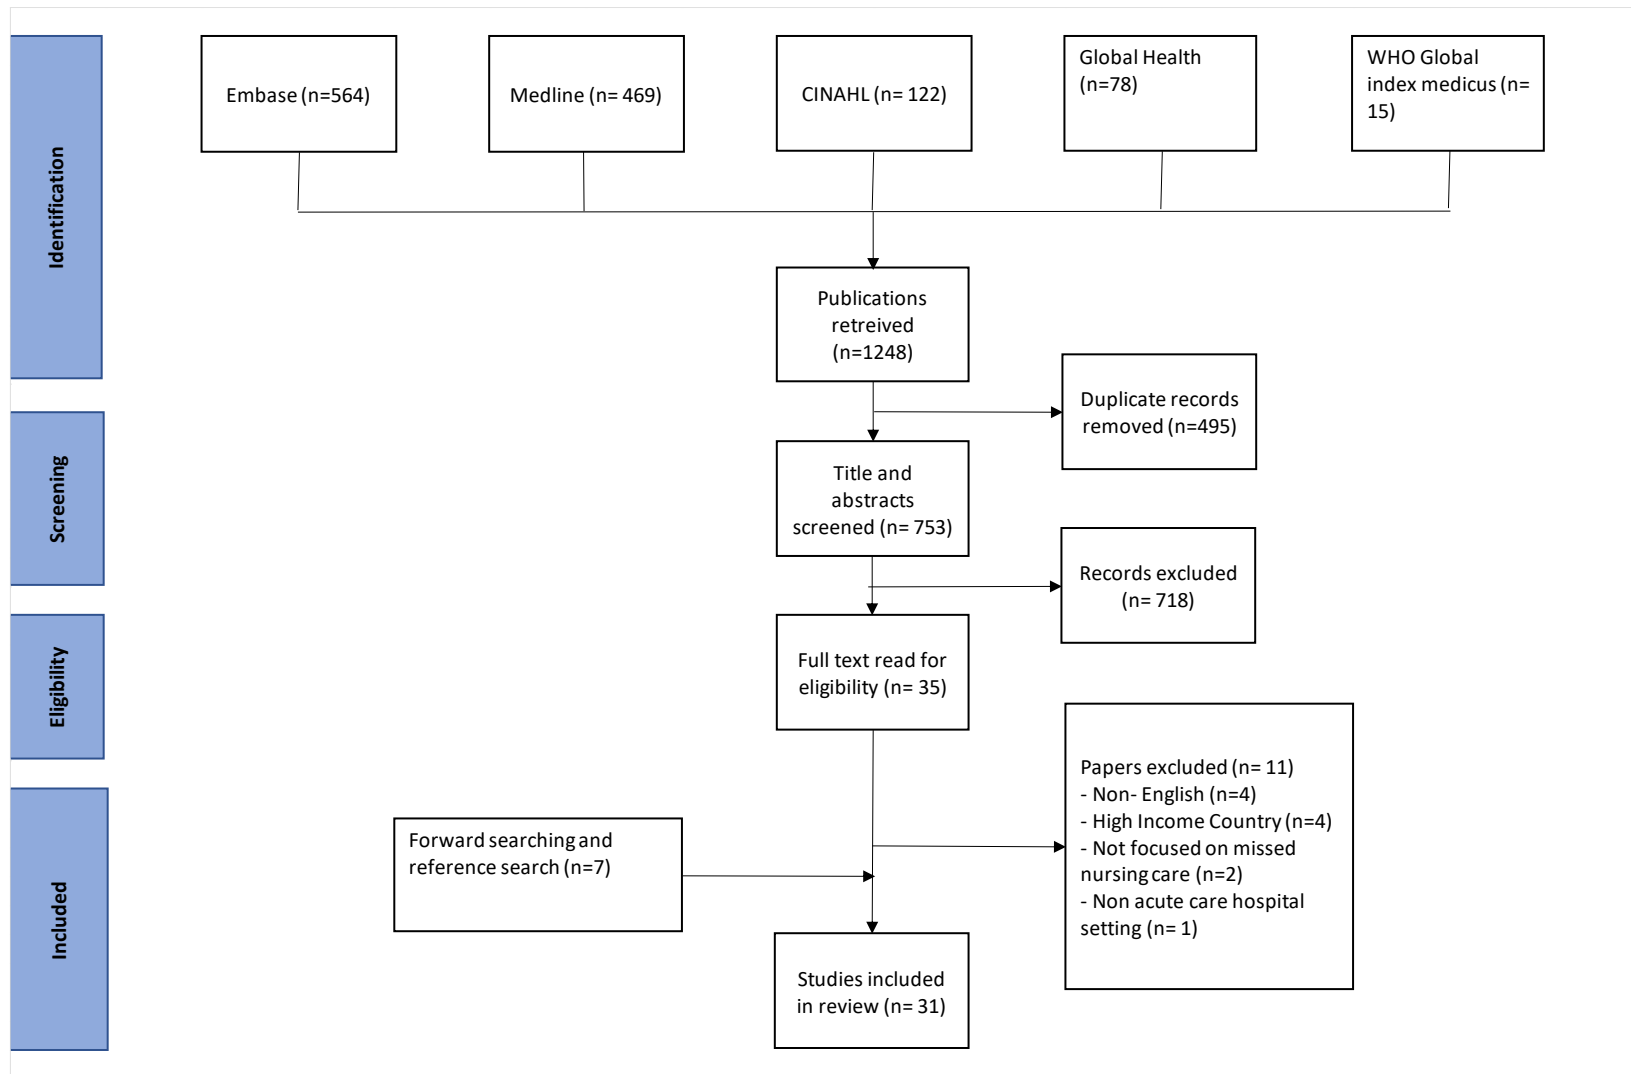 Identification
Embase (n=564)
Medline (n= 469)
CINAHL (n= 122)
Global Health
(n=78)
WHO Global
index medicus (n=
15)
Publications
retreived
(n=1248)
Duplicate records
removed (n=495)
Screening
Title and
abstracts
screened (n= 753)
Records excluded
(n= 718)
Eligibility
Full text read for
eligibility (n= 35)
Papers excluded (n= 11)
- Non- English (n=4)
- High Income Country (n=4)
- Not focused on missed
nursing care (n=2)
- Non acute care hospital
setting (n= 1)
Included
Forward searching and
reference search (n=7)
Studies included
in review (n= 31)